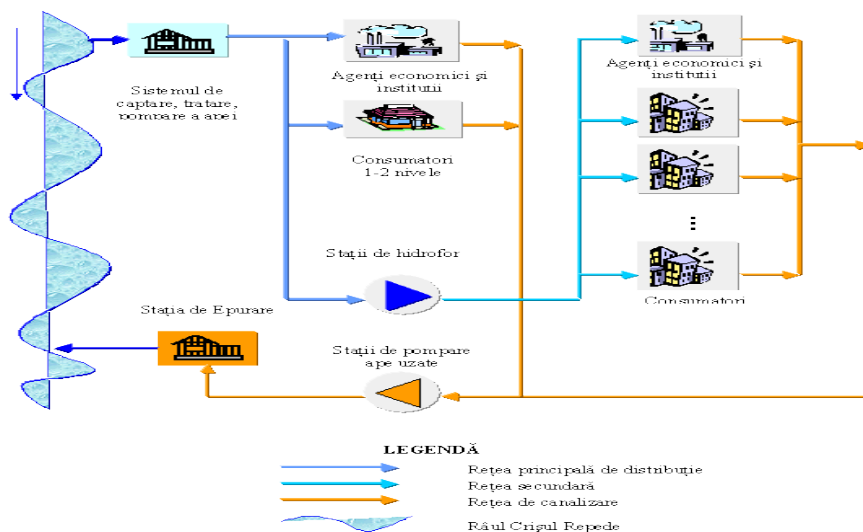 Sistemul de
captare, tratare,
pompare a apei
Agenți economici și
institutii
Consumatori
1-2 nivele
Agenți economici și
institutii
...
Consumatori
Stații de hidrofor
Stația de Epurare
Stații de pompare
ape uzate
LEGENDĂ
Rețea principală de distribuție
Rețea secundară
Rețea de canalizare
Râul Crișul Repede